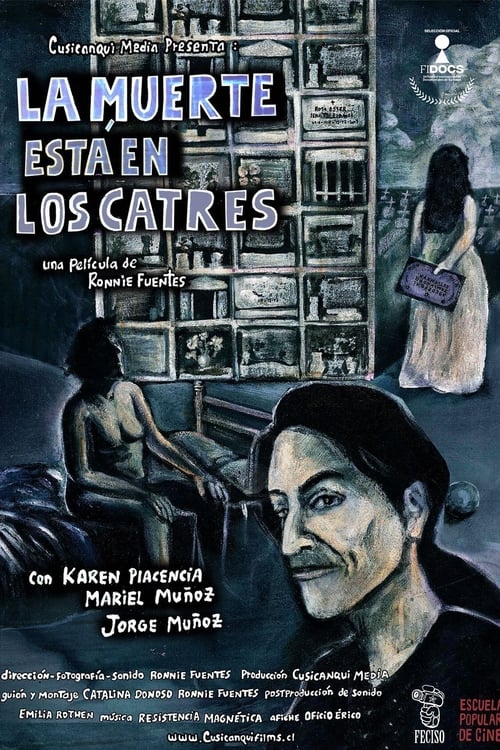 Cusicanqui Media Presenta :
LA MUERTE
ESTÁ EN
LOS CATRES
una Película de
RONNIE FUENTES
SELECCIÓN OFICIAL
FIDOCS
con KAREN PLACENCIA
MARIEL MUÑOZ
JORGE MUÑOZ
dirección-fotografía-sonido RONNIE FUENTES Producción CUSICANQUI MEDIA
guión y montaje CATALINA DONOSO RONNIE FUENTES POSTPRODUCCIÓN DE SONIDO
EMILIA ROTHEN música RESISTENCIA MAGNÉTICA AFICHE OFICIO ÉRICO
www.Cusicanquifilms.cl
FECISO
ESCUELA
POPULAR
DE CINE